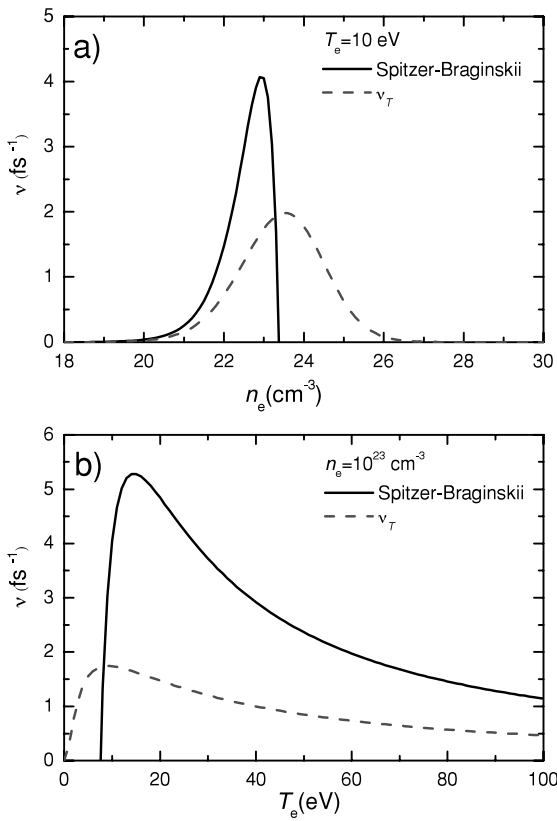 a)
T_e=10 eV
Spitzer-Braginskii
ν_T
5
4
3
2
1
0
ν (fs⁻¹)
18 20 22 24 26 28 30
n_e(cm⁻³)
b)
n_e=10²³ cm⁻³
Spitzer-Braginskii
ν_T
6
5
4
3
2
1
0
ν (fs⁻¹)
0 20 40 60 80 100
T_e(eV)